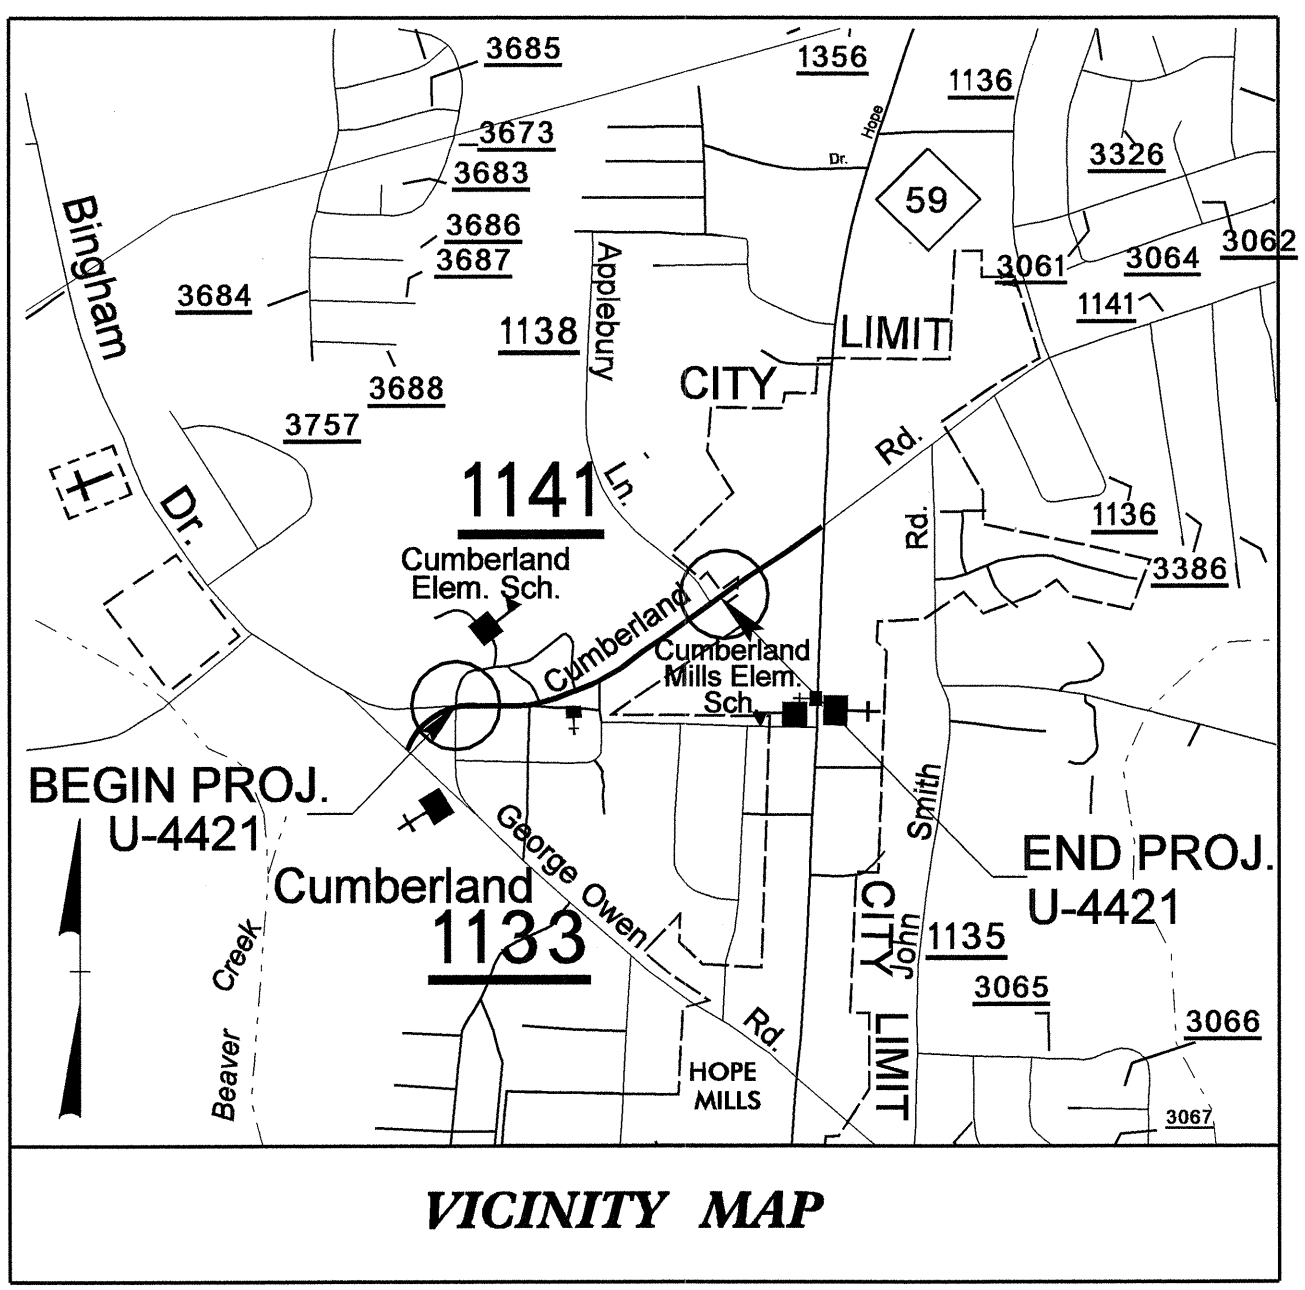 3685
1356
1136
Hope
3673
3326
Dr.
3683
59
Bingham
3686
3687
3062
3061
3064
Applebury
3684
1141
1138
LIMIT
CITY
3688
3757
Rd.
1141
Ln.
Dr.
1136
Rd.
Cumberland
Elem. Sch.
3386
Cumberland
Cumberland
Mills Elem.
Sch.
BEGIN PROJ.
U-4421
Smith
George Owen
END PROJ.
U-4421
Cumberland
1133
CITY
John
1135
Creek
3065
3066
Rd.
LIMIT
Beaver
HOPE
MILLS
3067
VICINITY MAP